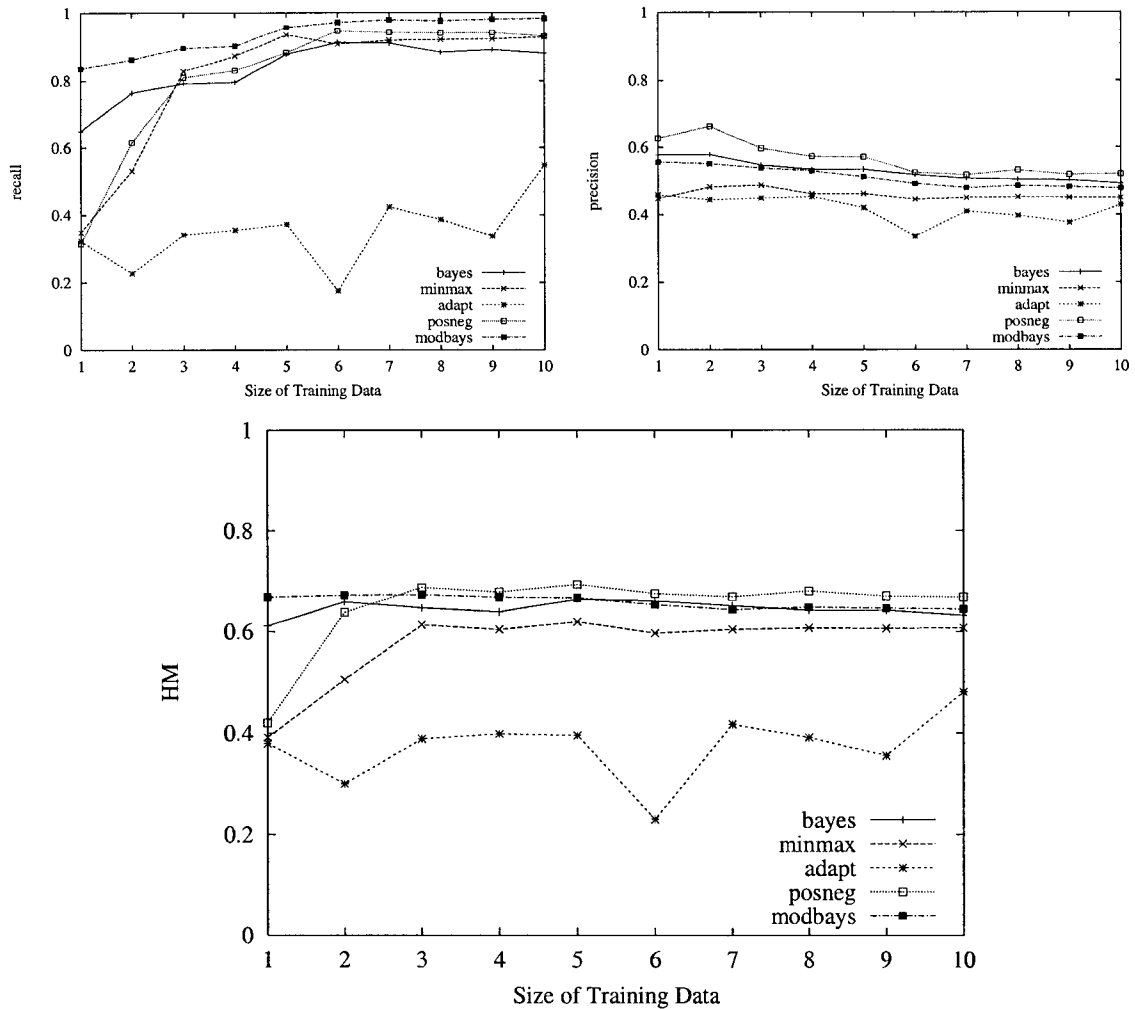 1
0.8
0.6
0.4
0.2
0
recall
1 2 3 4 5 6 7 8 9 10
Size of Training Data
bayes
minmax
adapt
posneg
modbays
1
0.8
0.6
0.4
0.2
0
precision
1 2 3 4 5 6 7 8 9 10
Size of Training Data
bayes
minmax
adapt
posneg
modbays
1
0.8
0.6
0.4
0.2
0
HM
1 2 3 4 5 6 7 8 9 10
Size of Training Data
bayes
minmax
adapt
posneg
modbays